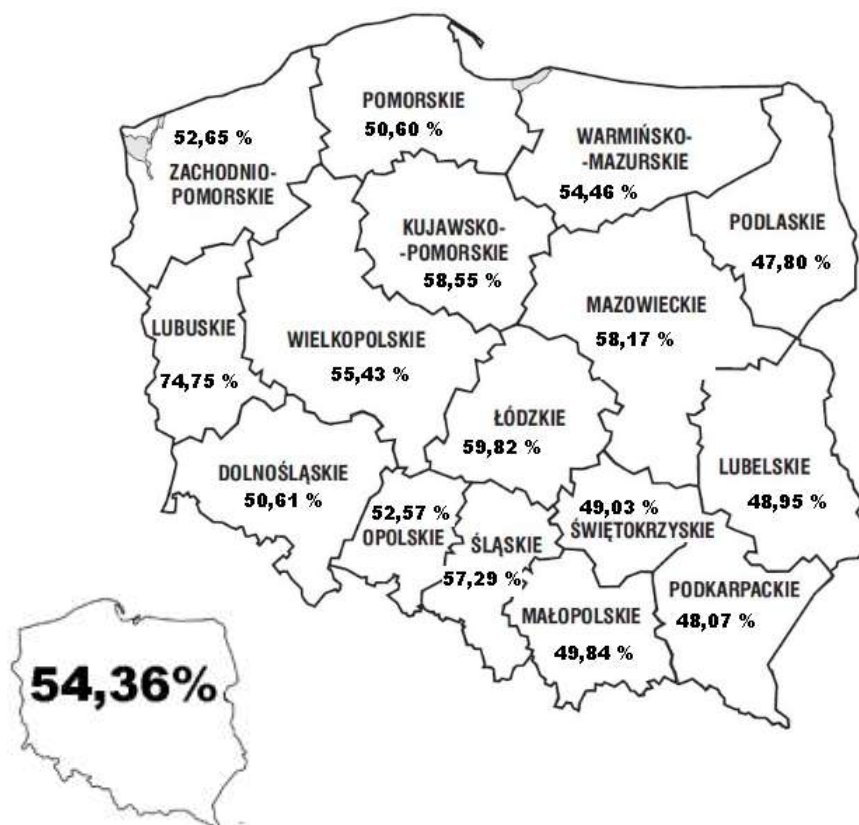 POMORSKIE
50,60 %
52,65 %
ZACHODNIO-
POMORSKIE
WARMIŃSKO-
-MAZURSKIE
54,46 %
KUJAWSKO-
-POMORSKIE
58,55 %
PODLASKIE
47,80 %
LUBUSKIE
74,75 %
WIELKOPOLSKIE
55,43 %
MAZOWIECKIE
58,17 %
ŁÓDZKIE
59,82 %
DOLNOŚLĄSKIE
50,61 %
LUBELSKIE
48,95 %
52,57 %
OPOLSKIE
ŚLĄSKIE
57,29 %
49,03 %
ŚWIĘTOKRZYSKIE
MAŁOPOLSKIE
49,84 %
PODKARPACKIE
48,07 %
54,36%